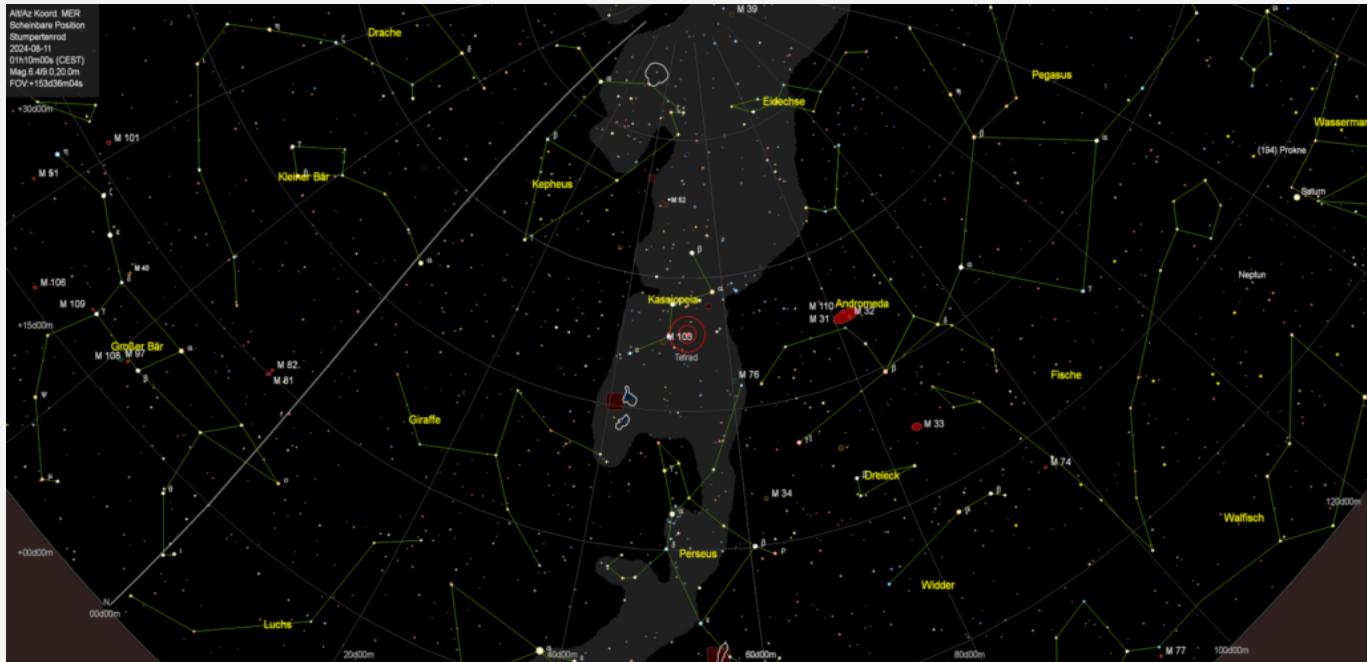 Alt/Az Koord. MER
Scheinbare Position
Stumpertenrod
2024-08-11
01h10m00s (CEST)
Mag:6.4/9.0,20.0m
FOV:+153d36m04s
M 39
Drache
α
η
ζ
δ
ι
α
Pegasus
Eidechse
+30d00m
M 101
Wasserman
(194) Prokne
M 51
η
γ
β
Kleiner Bär
Kepheus
β
ζ
η
β
α
Saturn
ζ
ε
M 52
γ
M 40
δ
α
β
α
Neptun
M 106
M 109
γ
Kassiopeia
α
γ
M 110
Andromeda
M 31
M 32
δ
+15d00m
Großer Bär
M 108
M 97
α
β
M 103
Tetrad
ε
M 82
M 81
M 76
β
Fische
ψ
Giraffe
M 33
γ
M 74
Dreieck
β
M 34
μ
θ
ο
γ
α
β
α
Walfisch
120d00m
+00d00m
ι
δ
Perseus
β
ρ
Widder
N
00d00m
Luchs
ε
20d00m
α
40d00m
60d00m
80d00m
100d00m
M 77